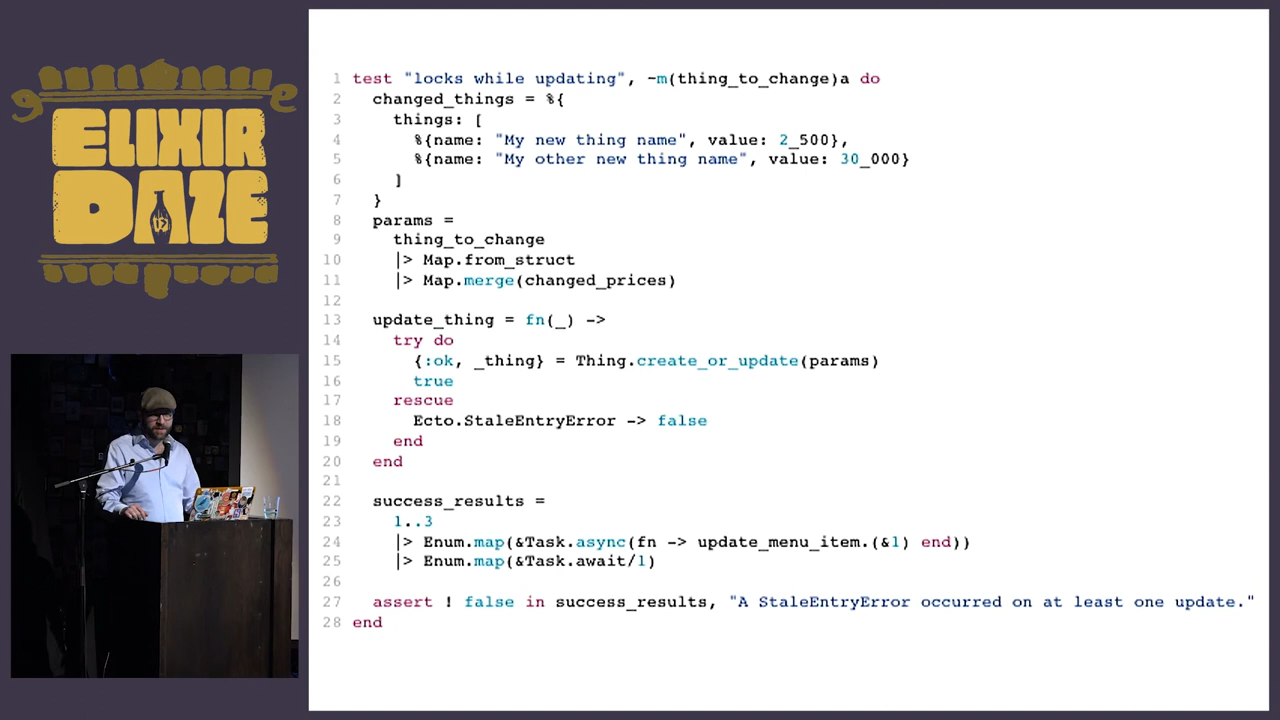 ELIXIR
DAZE
1 test "locks while updating", ~m(thing_to_change)a do
2 changed_things = %{
3 things: [
4 %{name: "My new thing name", value: 2_500},
5 %{name: "My other new thing name", value: 30_000}
6 ]
7 }
8 params =
9 thing_to_change
10 |> Map.from_struct
11 |> Map.merge(changed_prices)
12
13 update_thing = fn(_) ->
14 try do
15 {:ok, _thing} = Thing.create_or_update(params)
16 true
17 rescue
18 Ecto.StaleEntryError -> false
19 end
20 end
21
22 success_results =
23 1..3
24 |> Enum.map(&Task.async(fn -> update_menu_item.(&1) end))
25 |> Enum.map(&Task.await/1)
26
27 assert ! false in success_results, "A StaleEntryError occurred on at least one update."
28 end